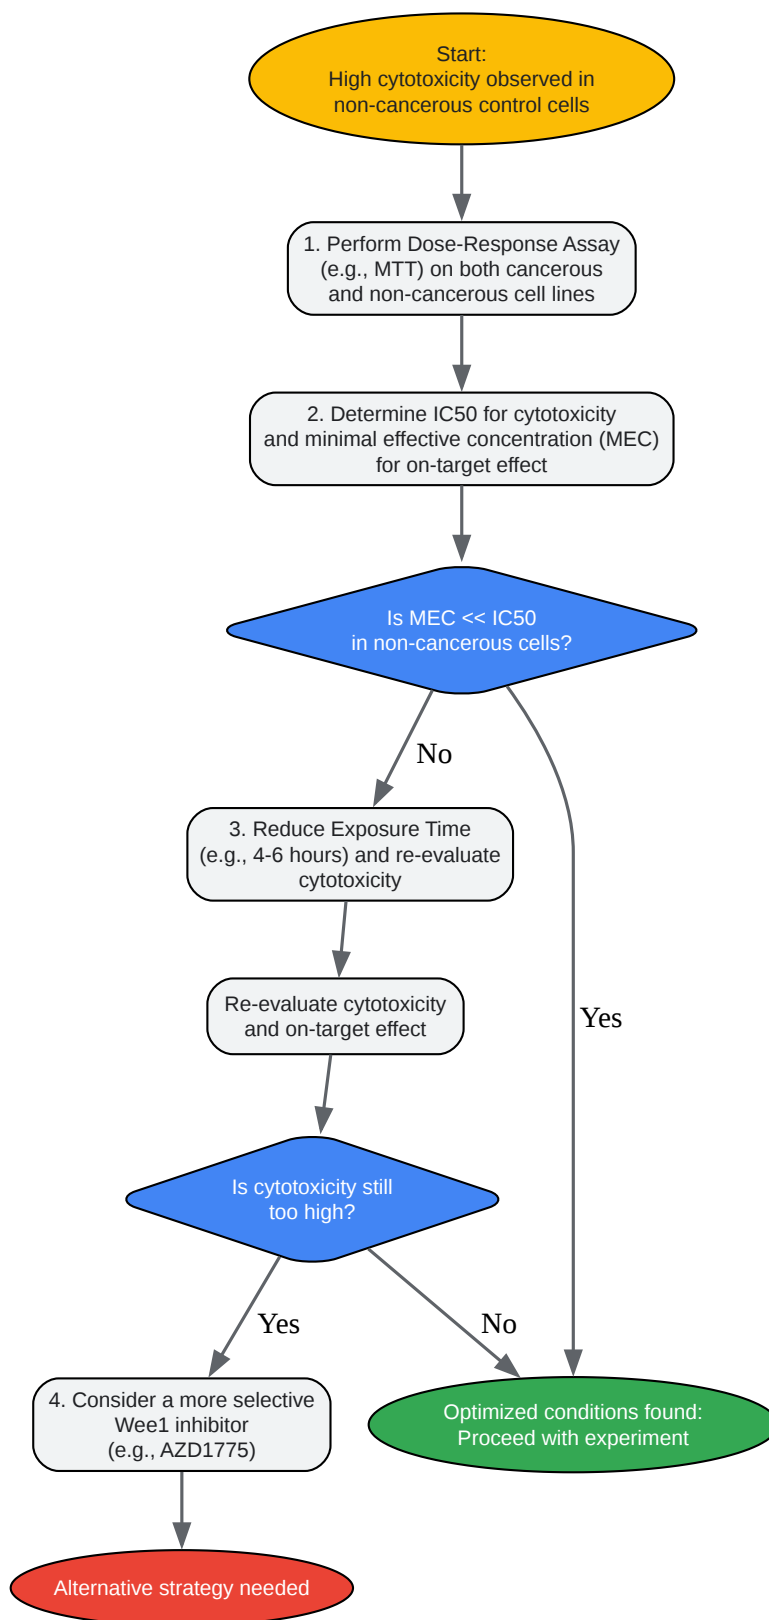 Start:
High cytotoxicity observed in
non-cancerous control cells
1. Perform Dose-Response Assay
(e.g., MTT) on both cancerous
and non-cancerous cell lines
2. Determine IC50 for cytotoxicity
and minimal effective concentration (MEC)
for on-target effect
Is MEC << IC50
in non-cancerous cells?
No
3. Reduce Exposure Time
(e.g., 4-6 hours) and re-evaluate
cytotoxicity
Re-evaluate cytotoxicity
and on-target effect
Yes
Is cytotoxicity still
too high?
Yes
No
4. Consider a more selective
Wee1 inhibitor
(e.g., AZD1775)
Optimized conditions found:
Proceed with experiment
Alternative strategy needed